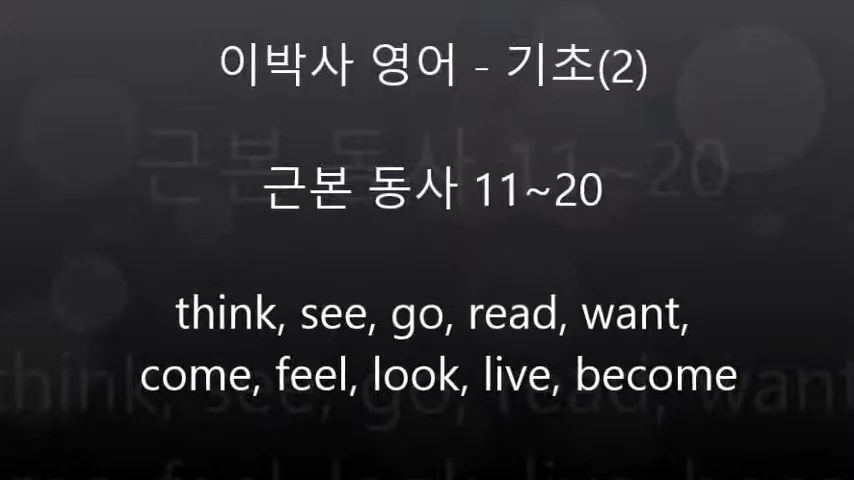 이박사 영어 - 기초(2)
근본 동사 11~20
think, see, go, read, want,
come, feel, look, live, become